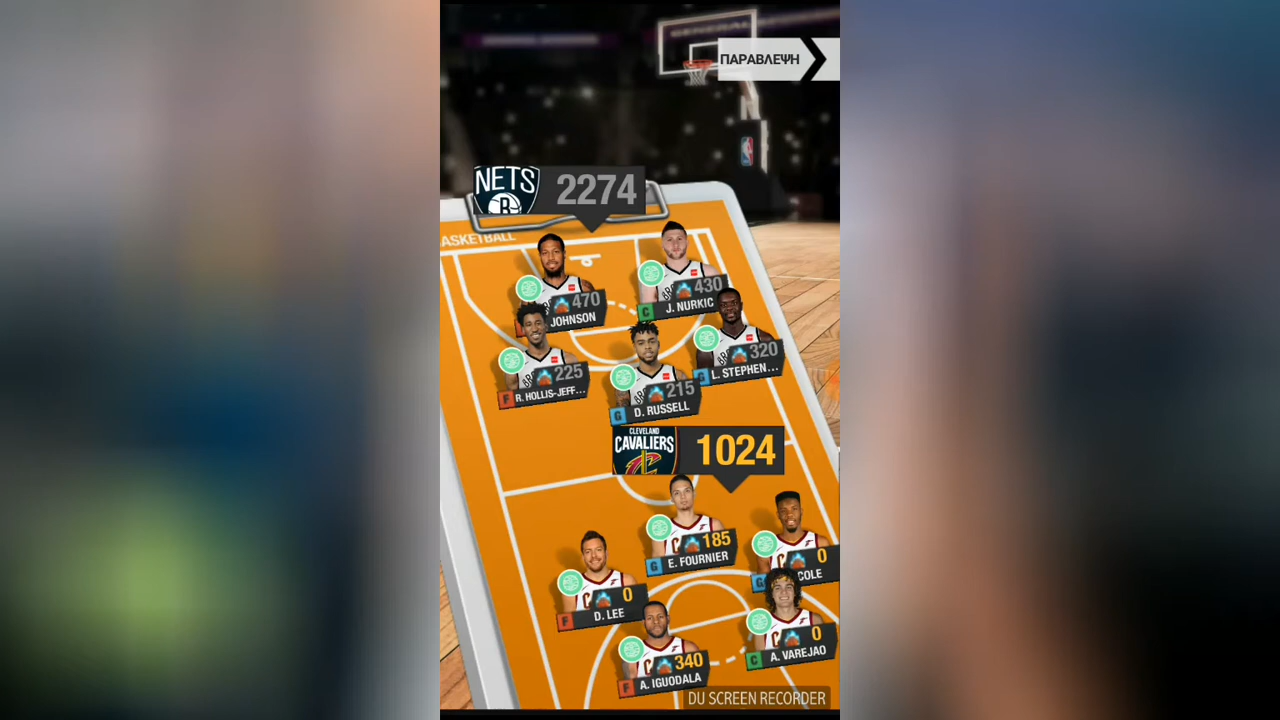 GENERAL
ΠΑΡΑΒΛΕΨΗ
NETS
B
2274
BASKETBALL
470
JOHNSON
430
C J. NURKIC
225
F R. HOLLIS-JEFF...
215
G D. RUSSELL
320
G L. STEPHEN...
CLEVELAND
CAVALIERS
C
1024
185
G E. FOURNIER
0
G COLE
0
F D. LEE
0
C A. VAREJAO
340
F A. IGUODALA
DU SCREEN RECORDER